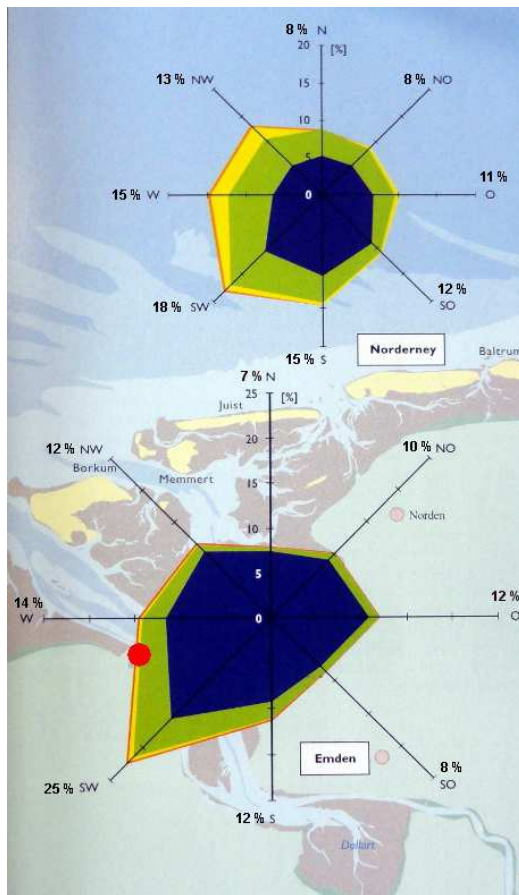 8 % N
[%]
20
13 % NW
8 % NO
15
10
5
15 % W
0
11 %
O
18 % SW
12 %
SO
15 % S
Norderney
Baltrum
7 % N
[%]
25
Juist
20
12 % NW
10 % NO
Borkum
Memmert
15
Norden
10
5
14 %
W
0
12 %
O
Emden
25 % SW
8 %
SO
12 % S
Dollart